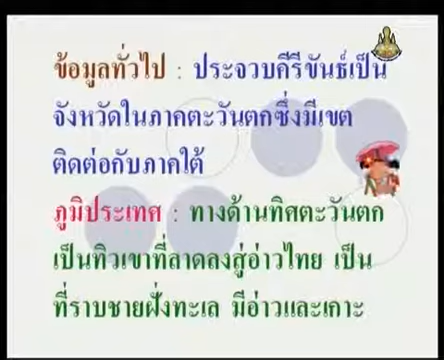 ข้อมูลทั่วไป : ประจวบคีรีขันธ์เป็น
จังหวัดในภาคตะวันตกซึ่งมีเขต
ติดต่อกับภาคใต้
ภูมิประเทศ : ทางด้านทิศตะวันตก
เป็นทิวเขาที่ลาดลงสู่อ่าวไทย เป็น
ที่ราบชายฝั่งทะเล มีอ่าวและเกาะ